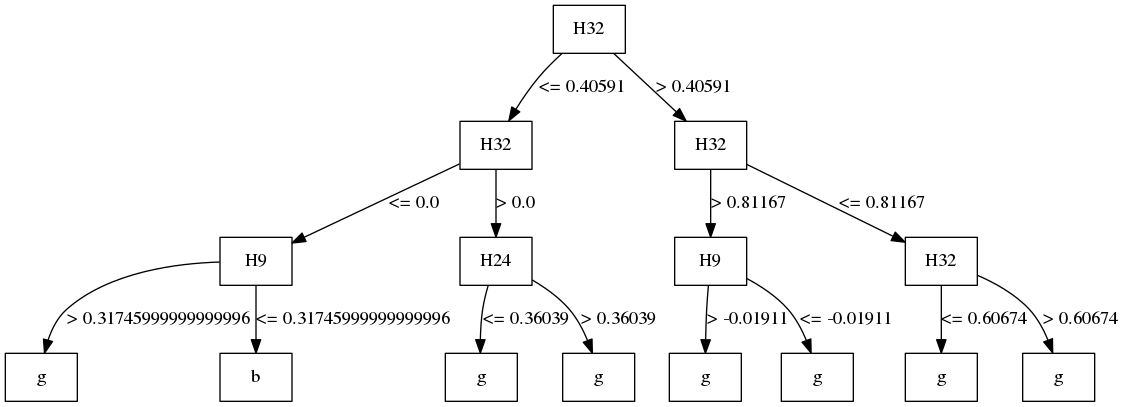 H32
<= 0.40591
> 0.40591
H32
H32
<= 0.0
> 0.0
> 0.81167
<= 0.81167
H9
H24
H9
H32
> 0.31745999999999996
<= 0.31745999999999996
<= 0.36039
> 0.36039
> -0.01911
<= -0.01911
<= 0.60674
> 0.60674
g
b
g
g
g
g
g
g